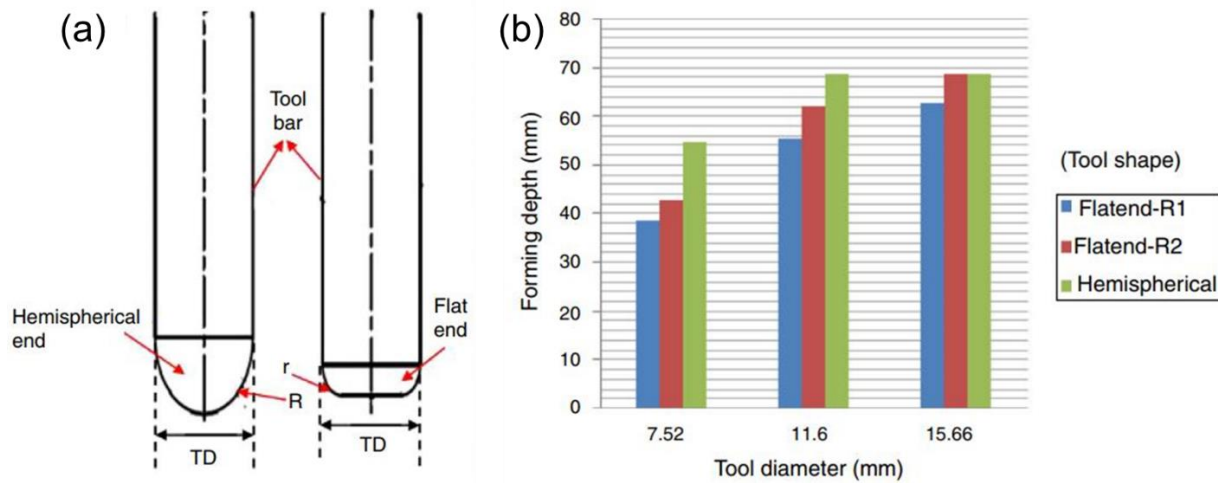 (a)
Tool
bar
Hemispherical
end
Flat
end
r
R
TD
TD
(b)
80
70
60
50
40
30
20
10
0
Forming depth (mm)
7.52
11.6
15.66
Tool diameter (mm)
(Tool shape)
Flatend-R1
Flatend-R2
Hemispherical